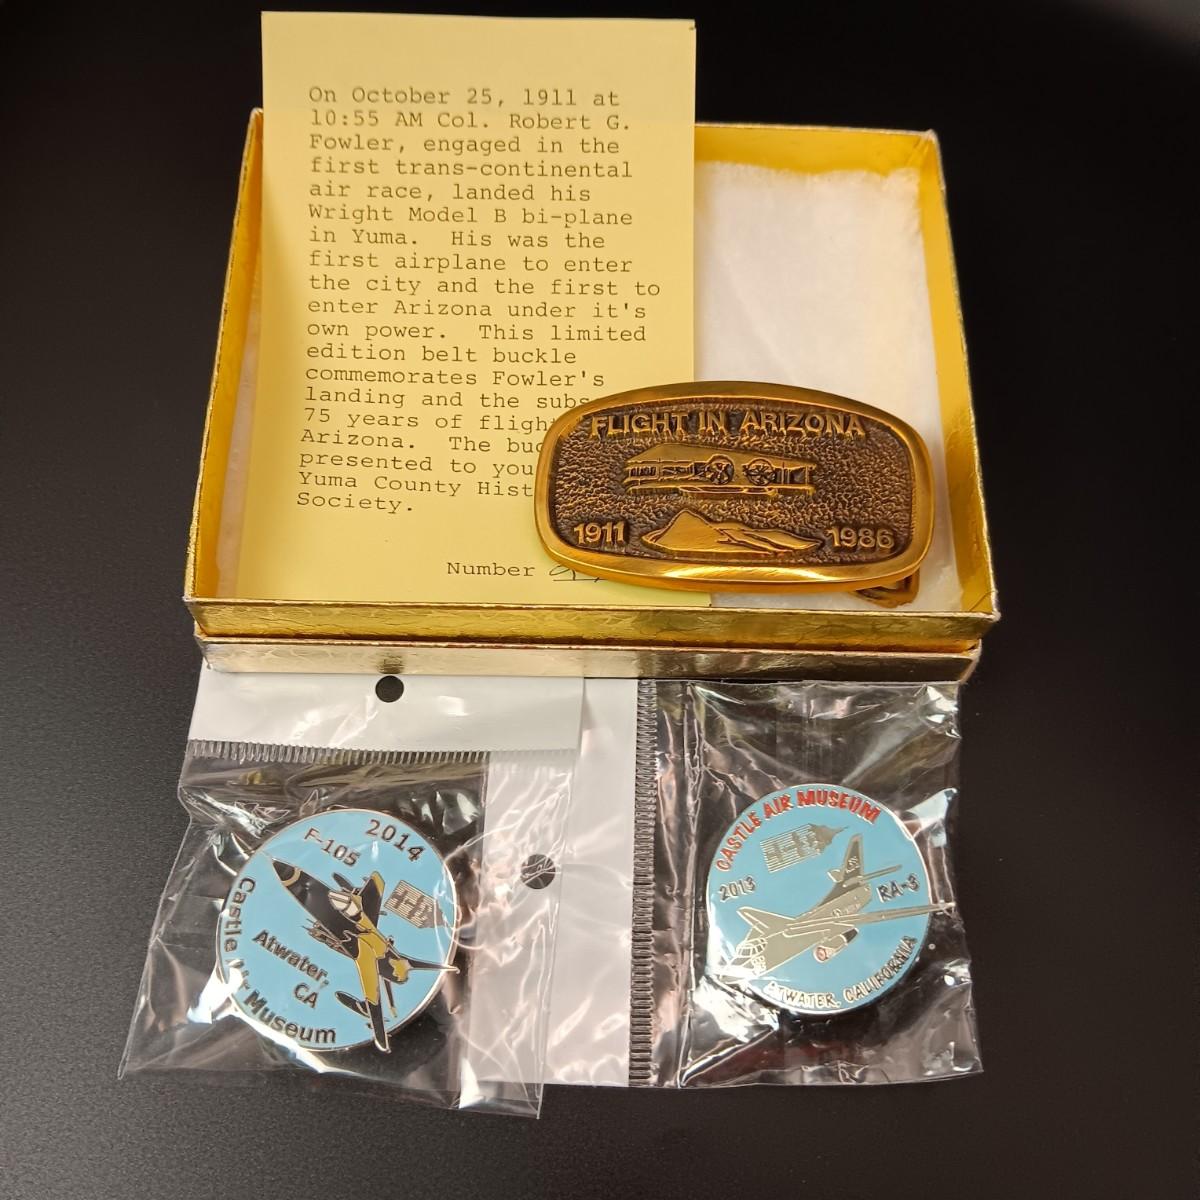 On October 25, 1911 at
10:55 AM Col. Robert G.
Fowler, engaged in the
first trans-continental
air race, landed his
Wright Model B bi-plane
in Yuma. His was the
first airplane to enter
the city and the first to
enter Arizona under it's
own power. This limited
edition belt buckle
commemorates Fowler's
landing and the subs
75 years of flight
Arizona. The buc
presented to you
Yuma County Hist
Society.
Number
FLIGHT IN ARIZONA
1911
1986
2014
F-105
Castle Air Museum
Atwater,
CA
CASTLE AIR MUSEUM
2013
RA-3
ATWATER, CALIFORNIA